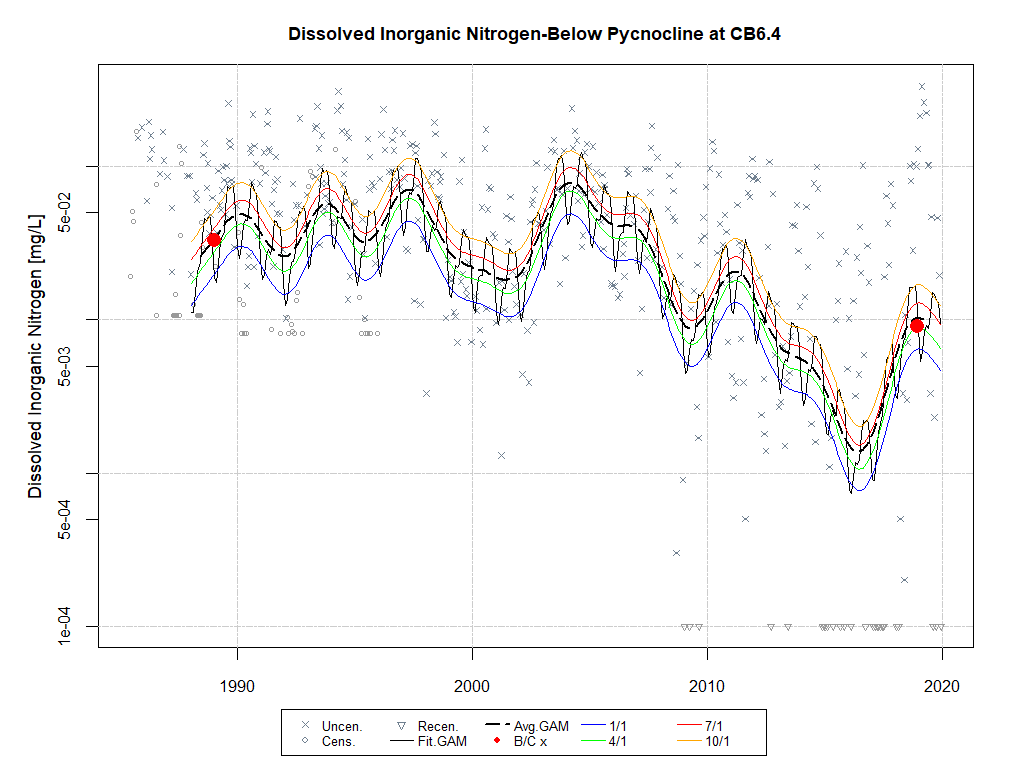 Dissolved Inorganic Nitrogen-Below Pycnocline at CB6.4
Dissolved Inorganic Nitrogen [mg/L]
5e-02
5e-03
5e-04
1e-04
1990 2000 2010 2020
Uncen. Recen. Avg.GAM 1/1 7/1
Cens. Fit.GAM B/C x 4/1 10/1